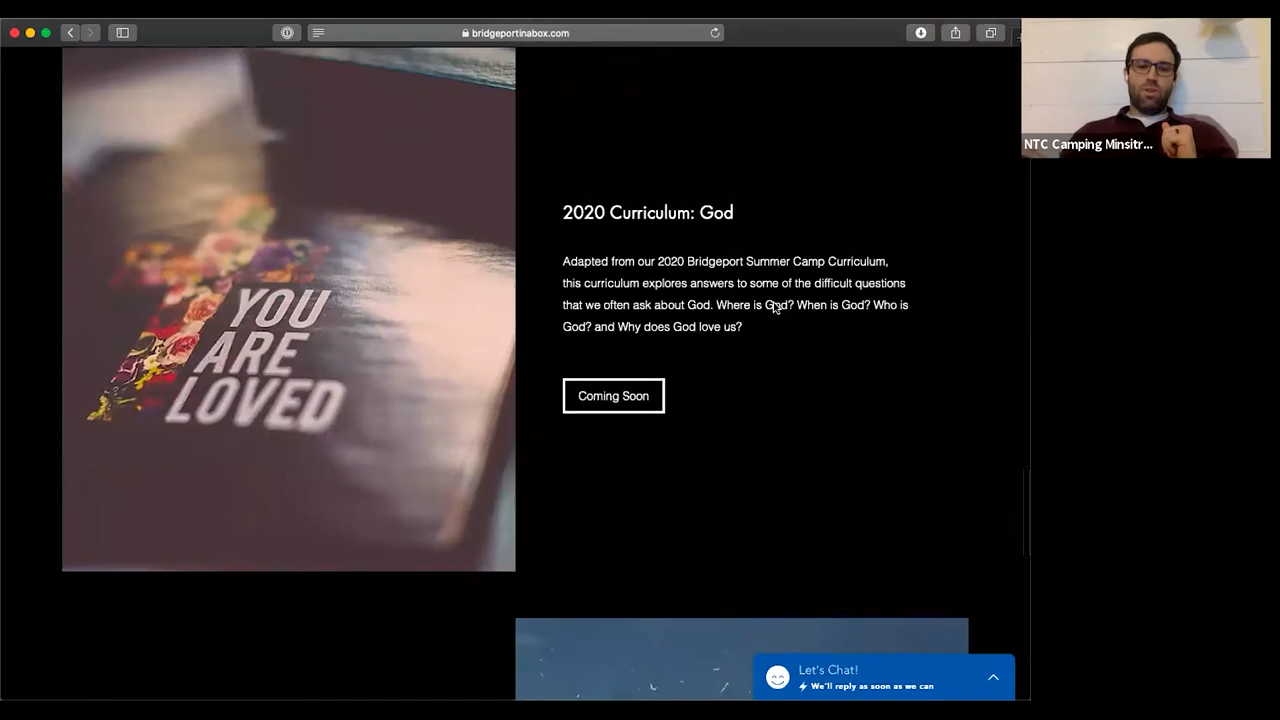 bridgeportinabox.com
NTC Camping Minsitr...
YOU
ARE
LOVED
2020 Curriculum: God
Adapted from our 2020 Bridgeport Summer Camp Curriculum,
this curriculum explores answers to some of the difficult questions
that we often ask about God. Where is God? When is God? Who is
God? and Why does God love us?
Coming Soon
Let's Chat!
We'll reply as soon as we can